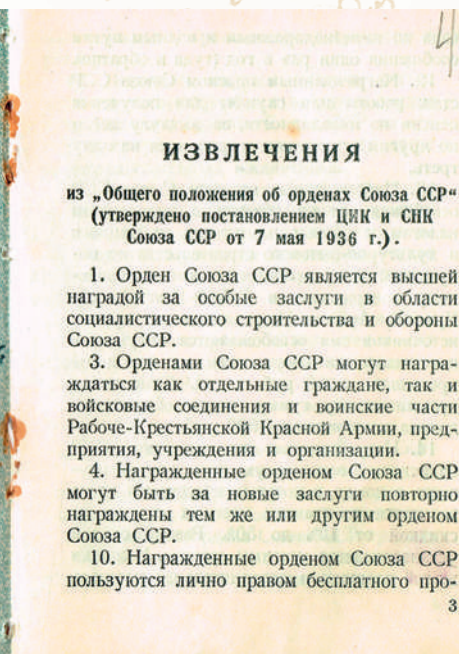 ИЗВЛЕЧЕНИЯ
из „Общего положения об орденах Союза ССР“
(утверждено постановлением ЦИК и СНК
Союза ССР от 7 мая 1936 г.).
1. Орден Союза ССР является высшей
наградой за особые заслуги в области
социалистического строительства и обороны
Союза ССР.
3. Орденами Союза ССР могут награ-
ждаться как отдельные граждане, так и
войсковые соединения и воинские части
Рабоче-Крестьянской Красной Армии, пред-
приятия, учреждения и организации.
4. Награжденные орденом Союза ССР
могут быть за новые заслуги повторно
награждены тем же или другим орденом
Союза ССР.
10. Награжденные орденом Союза ССР
пользуются лично правом бесплатного про-
3